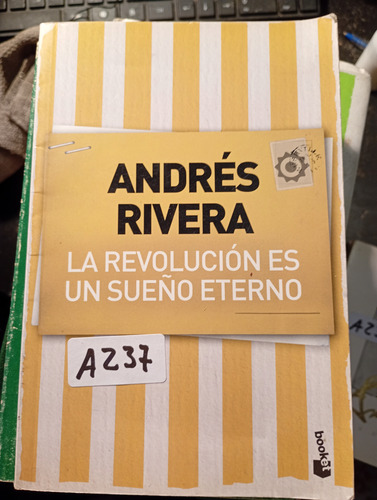 ANDRÉS
RIVERA
LA REVOLUCIÓN ES
UN SUEÑO ETERNO
A237
booket